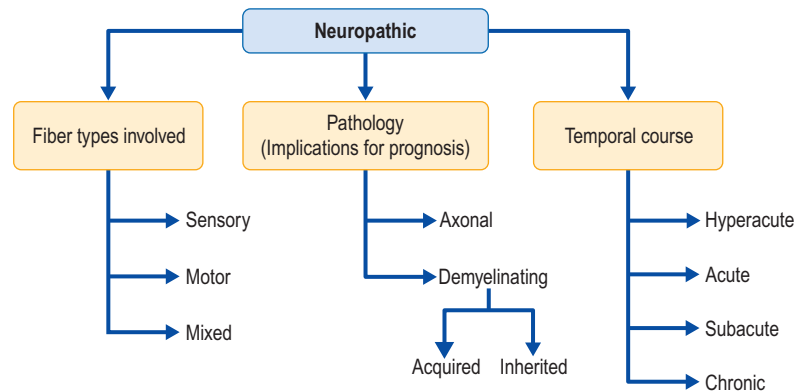 Neuropathic
Fiber types involved
Pathology
(Implications for prognosis)
Temporal course
Sensory
Motor
Mixed
Axonal
Demyelinating
Acquired
Inherited
Hyperacute
Acute
Subacute
Chronic